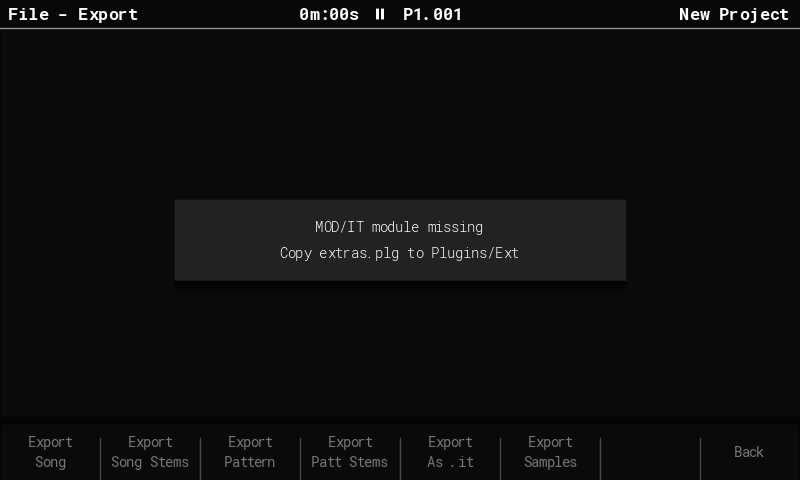 File - Export 0m:00s ⏸ P1.001 New Project
MOD/IT module missing
Copy extras.plg to Plugins/Ext
Export Song
Export Song Stems
Export Pattern
Export Patt Stems
Export As .it
Export Samples
Back